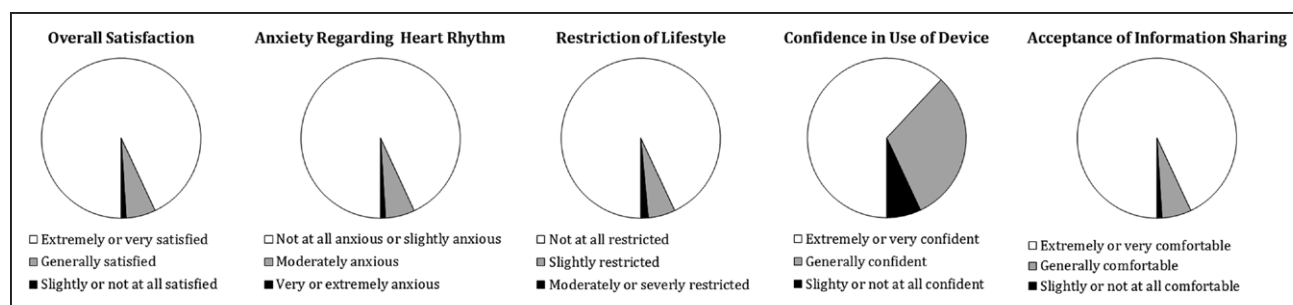 Overall Satisfaction
Extremely or very satisfied
Generally satisfied
Slightly or not at all satisfied
Anxiety Regarding Heart Rhythm
Not at all anxious or slightly anxious
Moderately anxious
Very or extremely anxious
Restriction of Lifestyle
Not at all restricted
Slightly restricted
Moderately or severly restricted
Confidence in Use of Device
Extremely or very confident
Generally confident
Slighty or not at all confident
Acceptance of Information Sharing
Extremely or very comfortable
Generally comfortable
Slightly or not at all comfortable